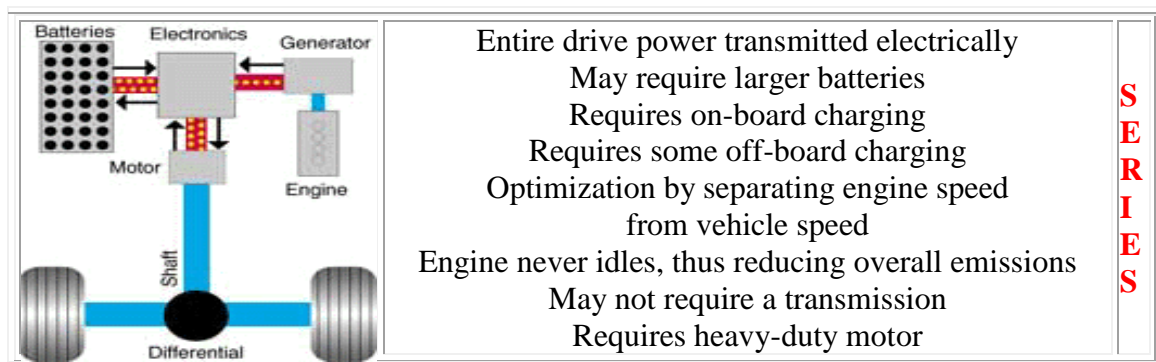 Batteries
Electronics
Generator
Motor
Engine
Shaft
Differential
Entire drive power transmitted electrically
May require larger batteries
Requires on-board charging
Requires some off-board charging
Optimization by separating engine speed
from vehicle speed
Engine never idles, thus reducing overall emissions
May not require a transmission
Requires heavy-duty motor
S
E
R
I
E
S